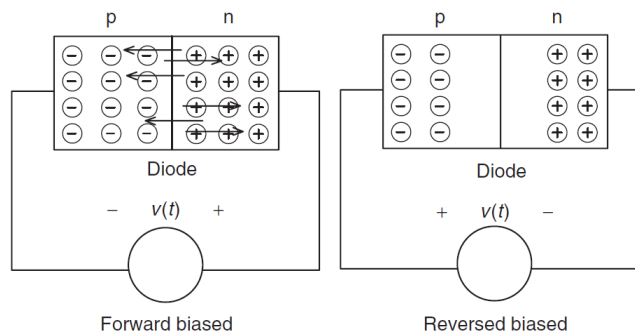 p n
Diode
− v(t) +
Forward biased
p n
Diode
+ v(t) −
Reversed biased